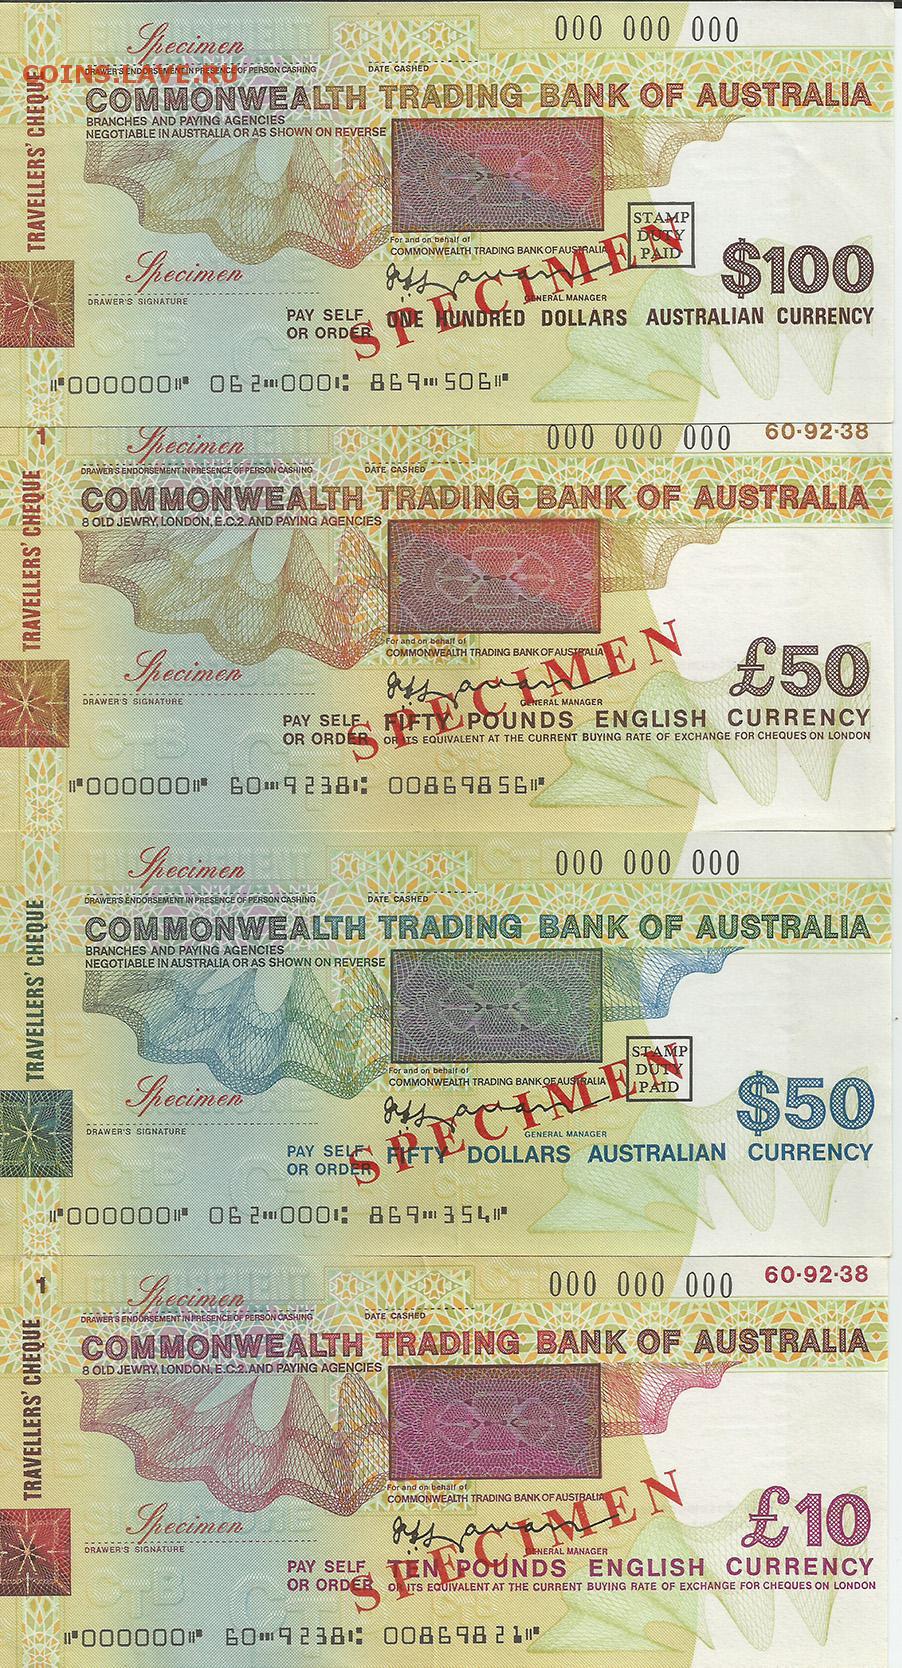 Specimen
000 000 000
COINS.LAVE.RU
DRAWER'S ENDORSEMENT IN PRESENCE OF PERSON CASHING
DATE CASHED
COMMONWEALTH TRADING BANK OF AUSTRALIA
BRANCHES AND PAYING AGENCIES
NEGOTIABLE IN AUSTRALIA OR AS SHOWN ON REVERSE
TRAVELLERS' CHEQUE
STAMP
DUTY
PAID
For and on behalf of
COMMONWEALTH TRADING BANK OF AUSTRALIA
$100
Specimen
DRAWER'S SIGNATURE
GENERAL MANAGER
SPECIMEN
PAY SELF
OR ORDER
ONE HUNDRED DOLLARS AUSTRALIAN CURRENCY
⑈000000⑈ 062⑉000⑆ 869⑉506⑈
1
Specimen
000 000 000
60·92·38
DRAWER'S ENDORSEMENT IN PRESENCE OF PERSON CASHING
DATE CASHED
COMMONWEALTH TRADING BANK OF AUSTRALIA
8 OLD JEWRY, LONDON, E.C.2. AND PAYING AGENCIES
TRAVELLERS' CHEQUE
For and on behalf of
COMMONWEALTH TRADING BANK OF AUSTRALIA
£50
Specimen
DRAWER'S SIGNATURE
GENERAL MANAGER
SPECIMEN
PAY SELF
OR ORDER
FIFTY POUNDS ENGLISH CURRENCY
OR ITS EQUIVALENT AT THE CURRENT BUYING RATE OF EXCHANGE FOR CHEQUES ON LONDON
⑈000000⑈ 60⑉9238⑆ 00869856⑈
Specimen
000 000 000
DRAWER'S ENDORSEMENT IN PRESENCE OF PERSON CASHING
DATE CASHED
COMMONWEALTH TRADING BANK OF AUSTRALIA
BRANCHES AND PAYING AGENCIES
NEGOTIABLE IN AUSTRALIA OR AS SHOWN ON REVERSE
TRAVELLERS' CHEQUE
STAMP
DUTY
PAID
For and on behalf of
COMMONWEALTH TRADING BANK OF AUSTRALIA
$50
Specimen
DRAWER'S SIGNATURE
GENERAL MANAGER
SPECIMEN
PAY SELF
OR ORDER
FIFTY DOLLARS AUSTRALIAN CURRENCY
⑈000000⑈ 062⑉000⑆ 869⑉354⑈
1
Specimen
000 000 000
60·92·38
DRAWER'S ENDORSEMENT IN PRESENCE OF PERSON CASHING
DATE CASHED
COMMONWEALTH TRADING BANK OF AUSTRALIA
8 OLD JEWRY, LONDON, E.C.2. AND PAYING AGENCIES
TRAVELLERS' CHEQUE
For and on behalf of
COMMONWEALTH TRADING BANK OF AUSTRALIA
£10
Specimen
DRAWER'S SIGNATURE
GENERAL MANAGER
SPECIMEN
PAY SELF
OR ORDER
TEN POUNDS ENGLISH CURRENCY
OR ITS EQUIVALENT AT THE CURRENT BUYING RATE OF EXCHANGE FOR CHEQUES ON LONDON
⑈000000⑈ 60⑉9238⑆ 00869821⑈